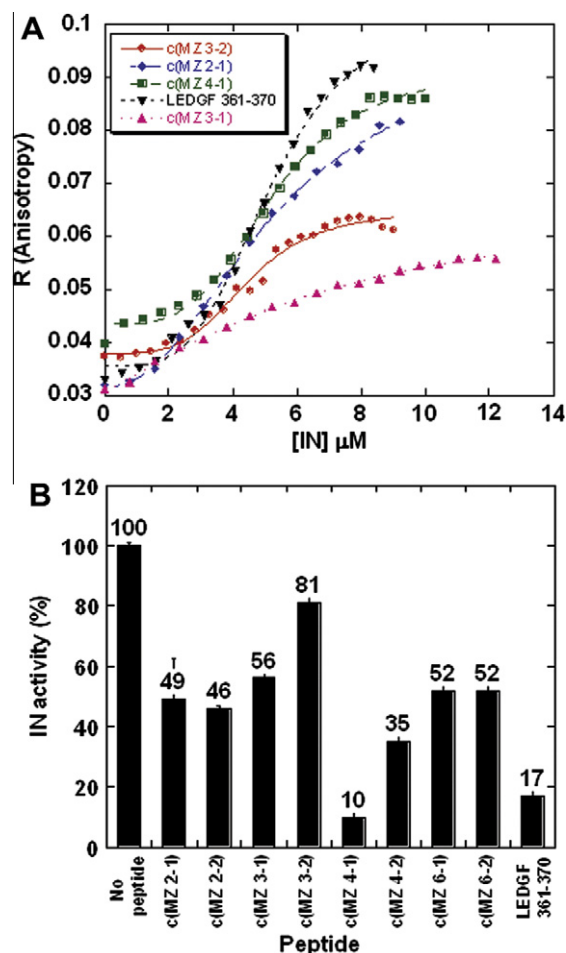 A
0.1
0.09
0.08
0.07
0.06
0.05
0.04
0.03
R (Anisotropy)
c(MZ 3-2)
c(MZ 2-1)
c(MZ 4-1)
LEDGF 361-370
c(MZ 3-1)
0 2 4 6 8 10 12
[IN] μM
B
120
100
80
60
40
20
0
IN activity (%)
100
49
46
56
81
10
35
52
52
17
No peptide
c(MZ 2-1)
c(MZ 2-2)
c(MZ 3-1)
c(MZ 3-2)
c(MZ 4-1)
c(MZ 4-2)
c(MZ 6-1)
c(MZ 6-2)
LEDGF 361-370
Peptide